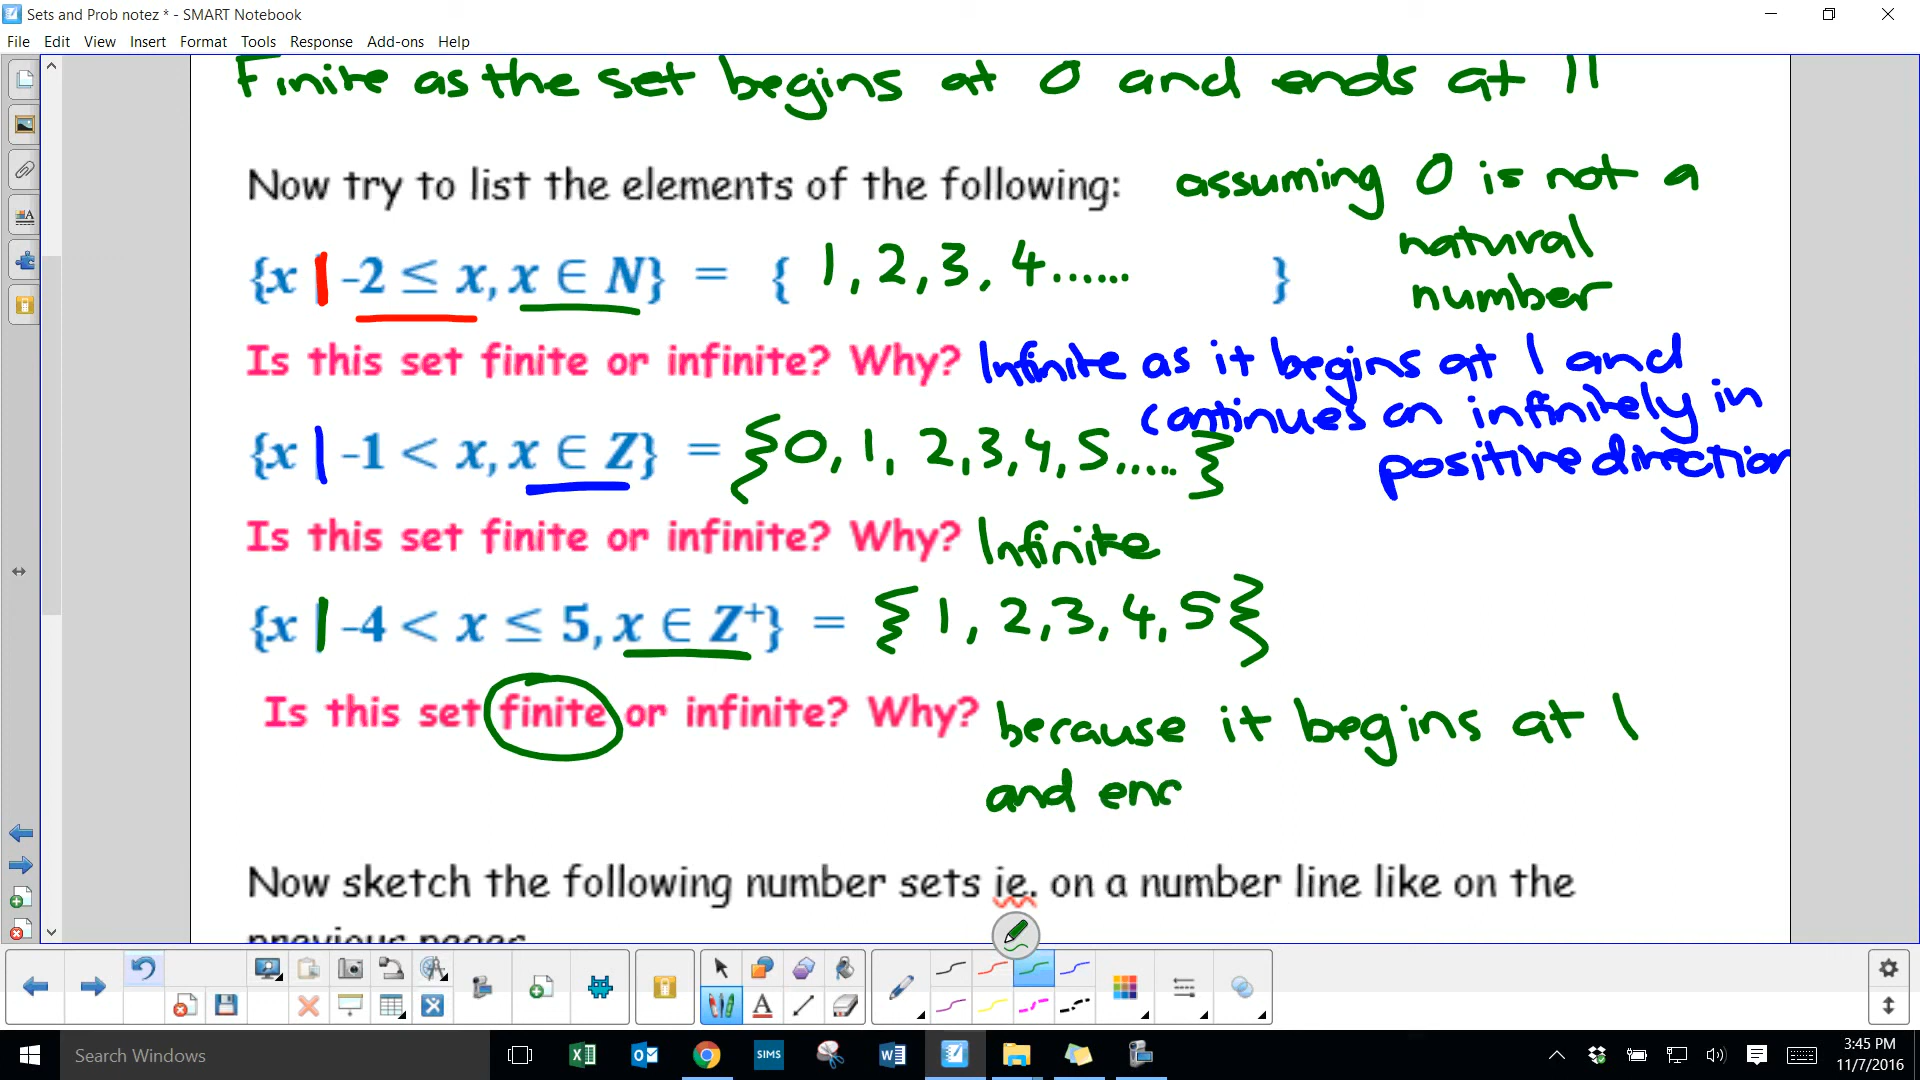 Sets and Prob notez * - SMART Notebook
File Edit View Insert Format Tools Response Add-ons Help
Finite as the set begins at 0 and ends at 11
Now try to list the elements of the following: assuming 0 is not a
natural
number
{x | -2 ≤ x, x ∈ N} = { 1, 2, 3, 4...... }
Is this set finite or infinite? Why? Infinite as it begins at 1 and
continues on infinitely in
positive direction
{x | -1 < x, x ∈ Z} = {0, 1, 2, 3, 4, 5,..... }
Is this set finite or infinite? Why? Infinite
{x | -4 < x ≤ 5, x ∈ Z⁺} = {1, 2, 3, 4, 5}
Is this set finite or infinite? Why? because it begins at 1
and enc
Now sketch the following number sets ie. on a number line like on the
previous pages
Search Windows
SIMS
3:45 PM
11/7/2016